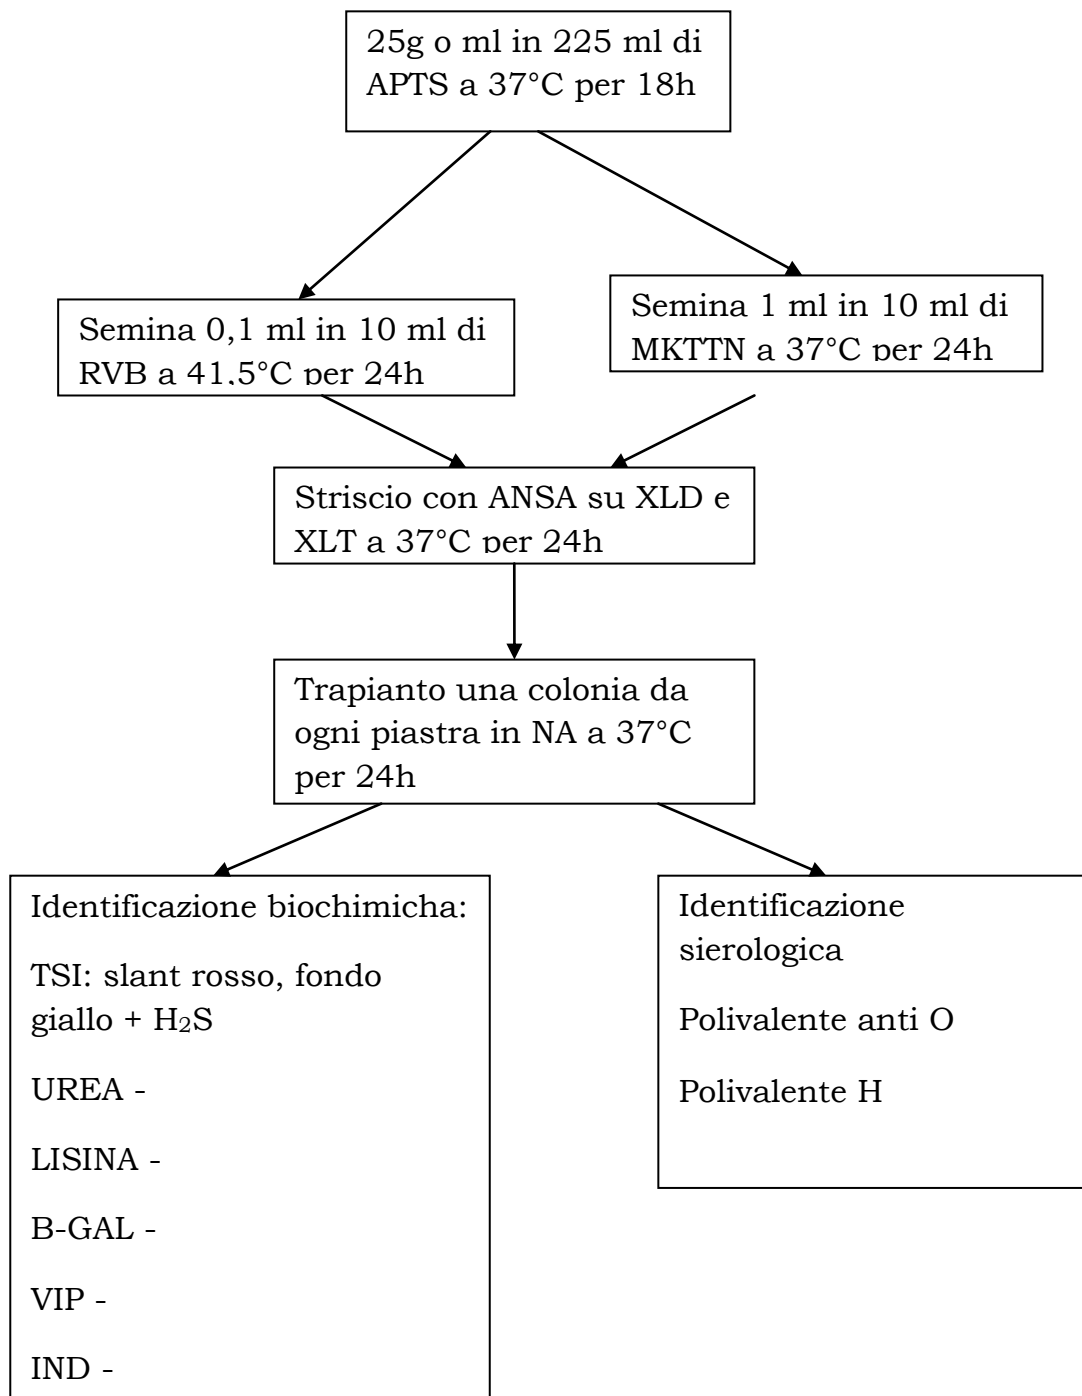 25g o ml in 225 ml di
APTS a 37°C per 18h
Semina 0,1 ml in 10 ml di
RVB a 41,5°C per 24h
Semina 1 ml in 10 ml di
MKTTN a 37°C per 24h
Striscio con ANSA su XLD e
XLT a 37°C per 24h
Trapianto una colonia da
ogni piastra in NA a 37°C
per 24h
Identificazione biochimicha:
TSI: slant rosso, fondo
giallo + H₂S
UREA -
LISINA -
B-GAL -
VIP -
IND -
Identificazione
sierologica
Polivalente anti O
Polivalente H